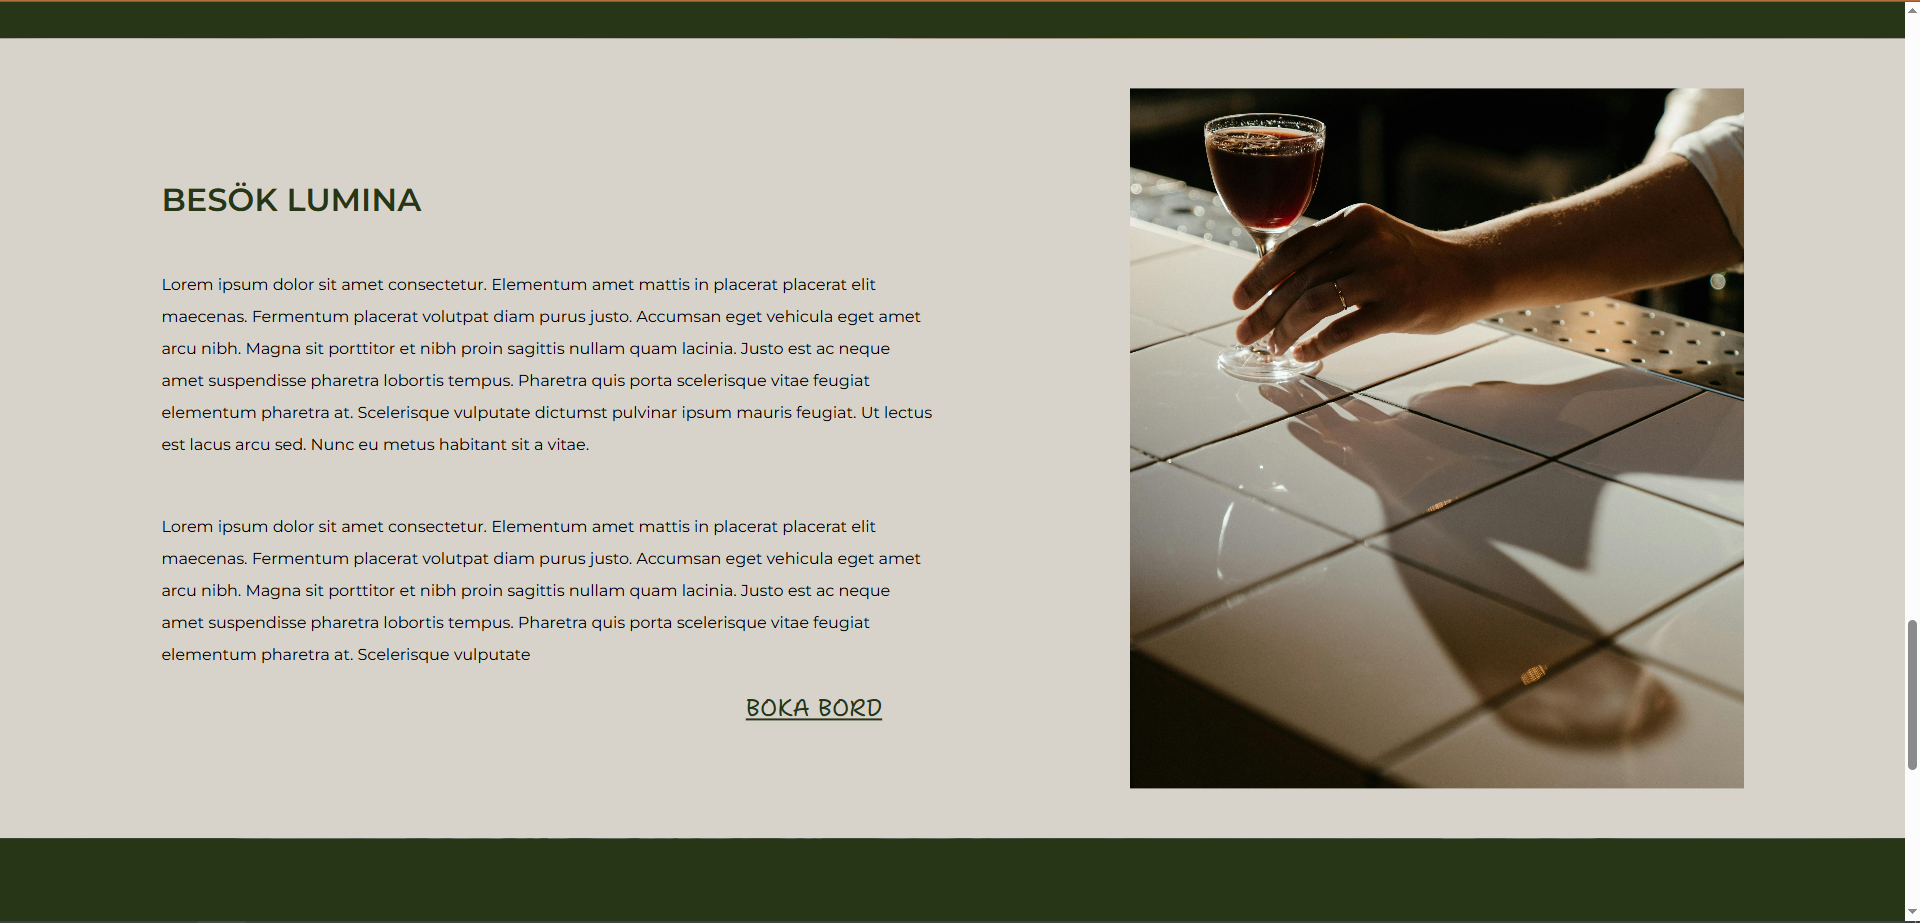 BESÖK LUMINA
Lorem ipsum dolor sit amet consectetur. Elementum amet mattis in placerat placerat elit
maecenas. Fermentum placerat volutpat diam purus justo. Accumsan eget vehicula eget amet
arcu nibh. Magna sit porttitor et nibh proin sagittis nullam quam lacinia. Justo est ac neque
amet suspendisse pharetra lobortis tempus. Pharetra quis porta scelerisque vitae feugiat
elementum pharetra at. Scelerisque vulputate dictumst pulvinar ipsum mauris feugiat. Ut lectus
est lacus arcu sed. Nunc eu metus habitant sit a vitae.
Lorem ipsum dolor sit amet consectetur. Elementum amet mattis in placerat placerat elit
maecenas. Fermentum placerat volutpat diam purus justo. Accumsan eget vehicula eget amet
arcu nibh. Magna sit porttitor et nibh proin sagittis nullam quam lacinia. Justo est ac neque
amet suspendisse pharetra lobortis tempus. Pharetra quis porta scelerisque vitae feugiat
elementum pharetra at. Scelerisque vulputate
BOKA BORD